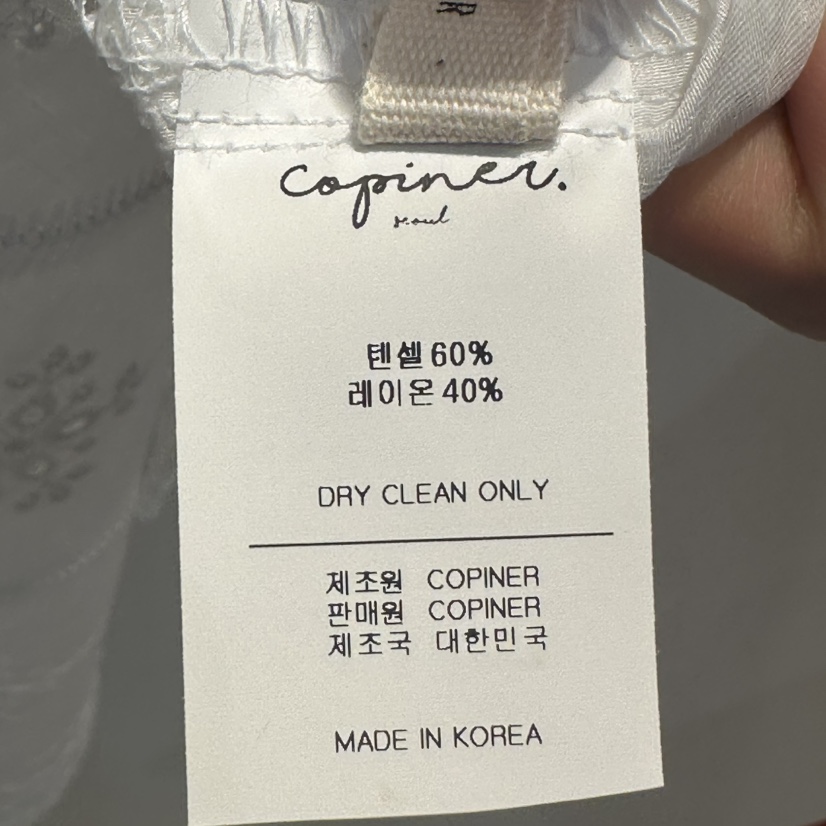 copiner.
seoul
텐셀 60%
레이온 40%
DRY CLEAN ONLY
제조원 COPINER
판매원 COPINER
제조국 대한민국
MADE IN KOREA